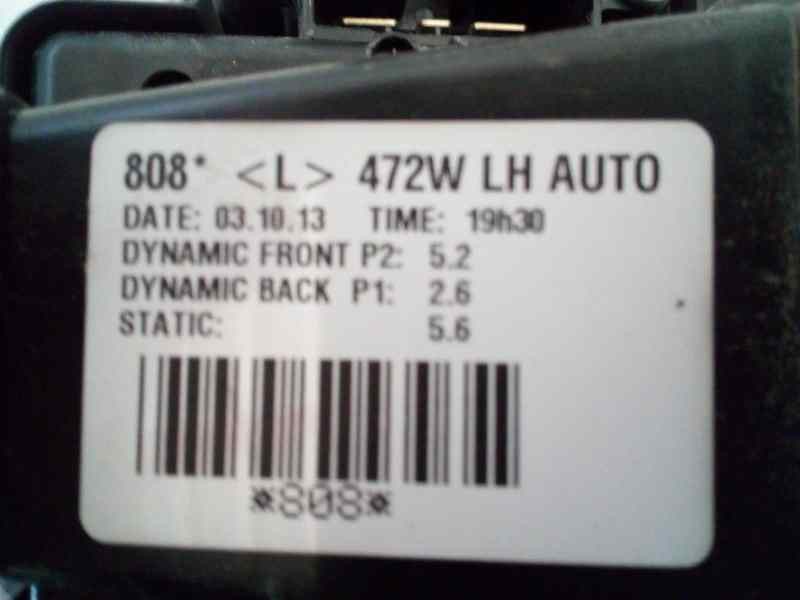 808* <L> 472W LH AUTO
DATE: 03.10.13 TIME: 19h30
DYNAMIC FRONT P2: 5.2
DYNAMIC BACK P1: 2.6
STATIC: 5.6
*808*